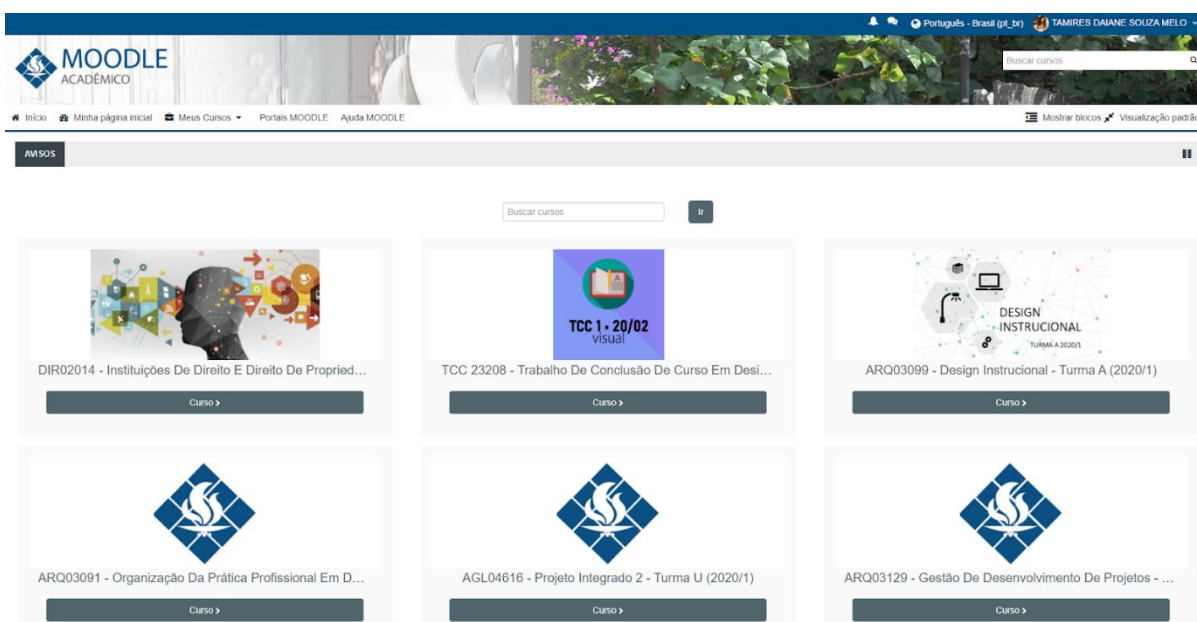 Português - Brasil (pt_br) TAMIRES DAIANE SOUZA MELO
MOODLE
ACADÊMICO
Buscar cursos
Início Minha página inicial Meus Cursos Portais MOODLE Ajuda MOODLE Mostrar blocos Visualização padrão
AVISOS
Buscar cursos Ir
TCC 1 - 20/02
visual
DESIGN
INSTRUCIONAL
TURMA A 2020/1
DIR02014 - Instituições De Direito E Direito De Propried...
TCC 23208 - Trabalho De Conclusão De Curso Em Desi...
ARQ03099 - Design Instrucional - Turma A (2020/1)
Curso >
Curso >
Curso >
ARQ03091 - Organização Da Prática Profissional Em D...
AGL04616 - Projeto Integrado 2 - Turma U (2020/1)
ARQ03129 - Gestão De Desenvolvimento De Projetos - ...
Curso >
Curso >
Curso >